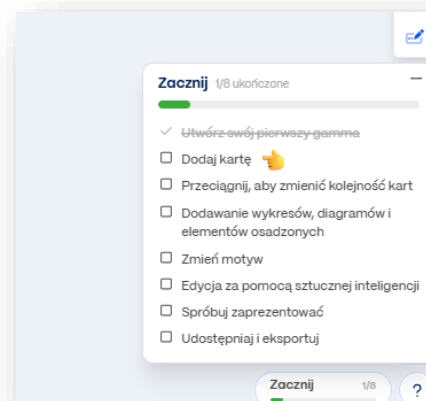 Zacznij 1/8 ukończone
Utwórz swój pierwszy gamma
Dodaj kartę
Przeciągnij, aby zmienić kolejność kart
Dodawanie wykresów, diagramów i
elementów osadzonych
Zmień motyw
Edycja za pomocą sztucznej inteligencji
Spróbuj zaprezentować
Udostępniaj i eksportuj
Zacznij 1/8
?